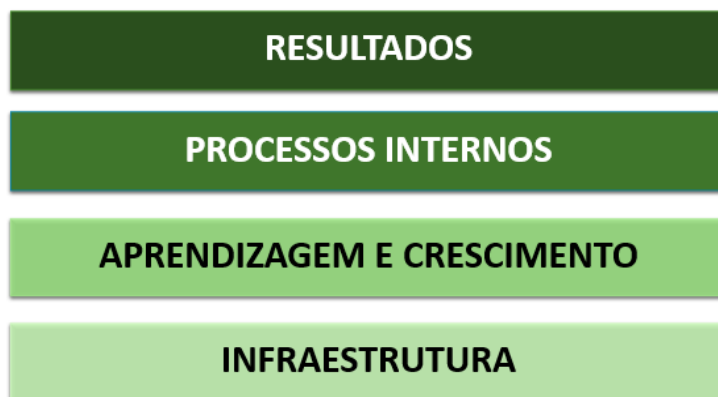 RESULTADOS
PROCESSOS INTERNOS
APRENDIZAGEM E CRESCIMENTO
INFRAESTRUTURA